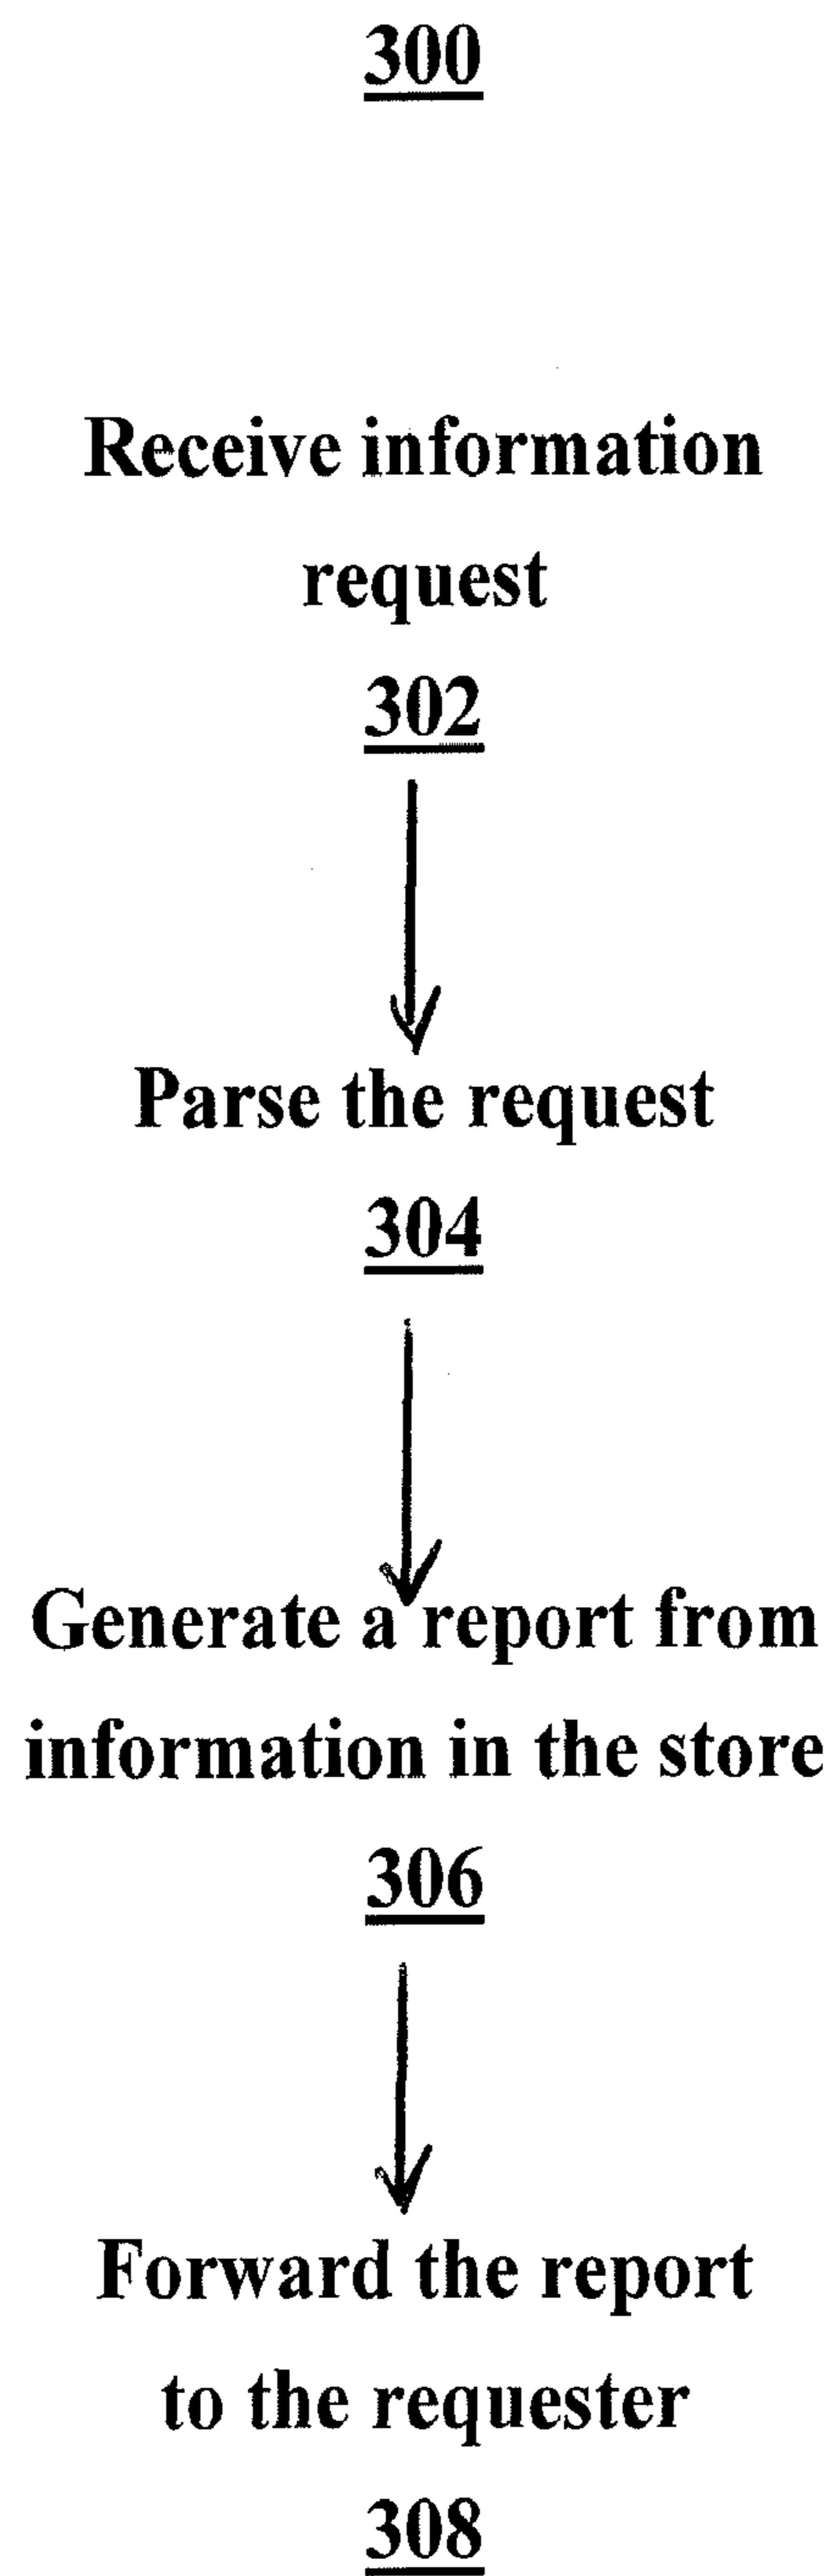 300
Receive information
request
302
Parse the request
304
Generate a report from
information in the store
306
Forward the report
to the requester
308